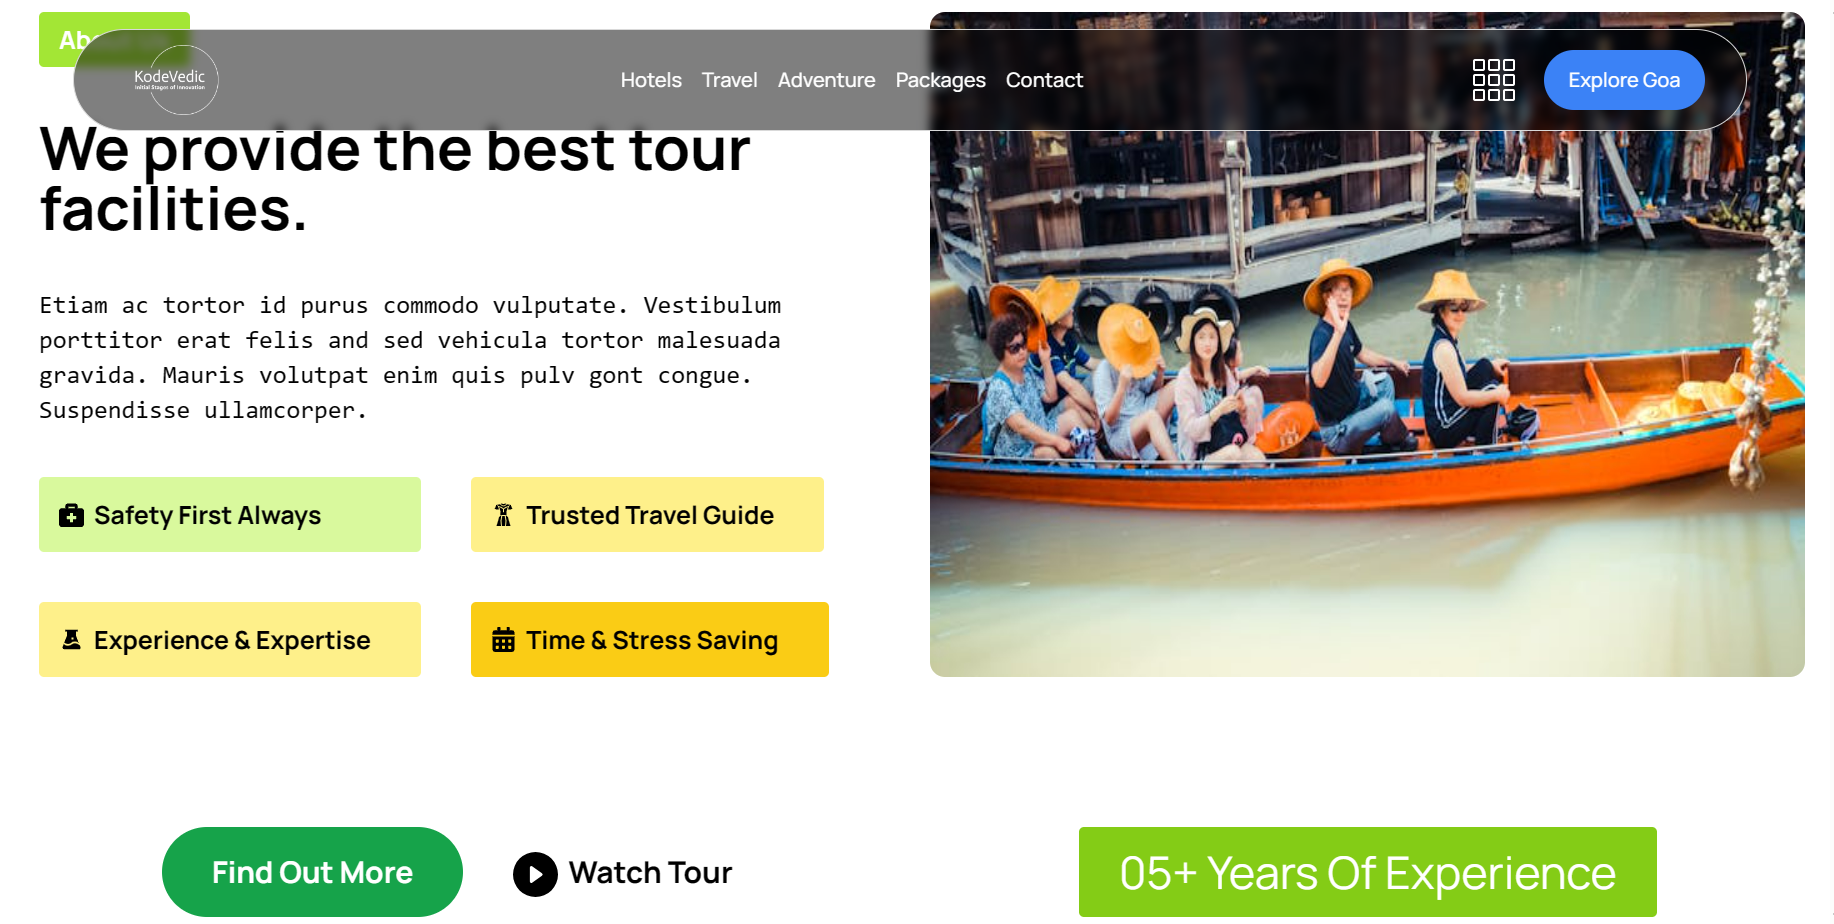 KodeVedic
Initial Stages of Innovation
Hotels Travel Adventure Packages Contact
Explore Goa
We provide the best tour
facilities.
Etiam ac tortor id purus commodo vulputate. Vestibulum
porttitor erat felis and sed vehicula tortor malesuada
gravida. Mauris volutpat enim quis pulv gont congue.
Suspendisse ullamcorper.
Safety First Always
Trusted Travel Guide
Experience & Expertise
Time & Stress Saving
Find Out More
Watch Tour
05+ Years Of Experience